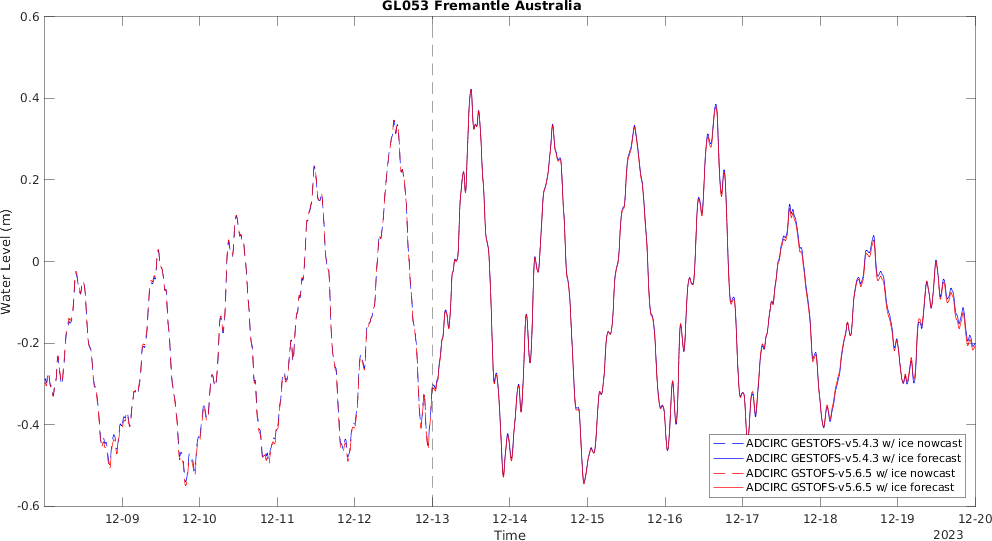 GL053 Fremantle Australia
0.6
0.4
0.2
0
-0.2
-0.4
-0.6
Water Level (m)
ADCIRC GESTOFS-v5.4.3 w/ ice nowcast
ADCIRC GESTOFS-v5.4.3 w/ ice forecast
ADCIRC GSTOFS-v5.6.5 w/ ice nowcast
ADCIRC GSTOFS-v5.6.5 w/ ice forecast
12-09 12-10 12-11 12-12 12-13 12-14 12-15 12-16 12-17 12-18 12-19 12-20
Time
2023